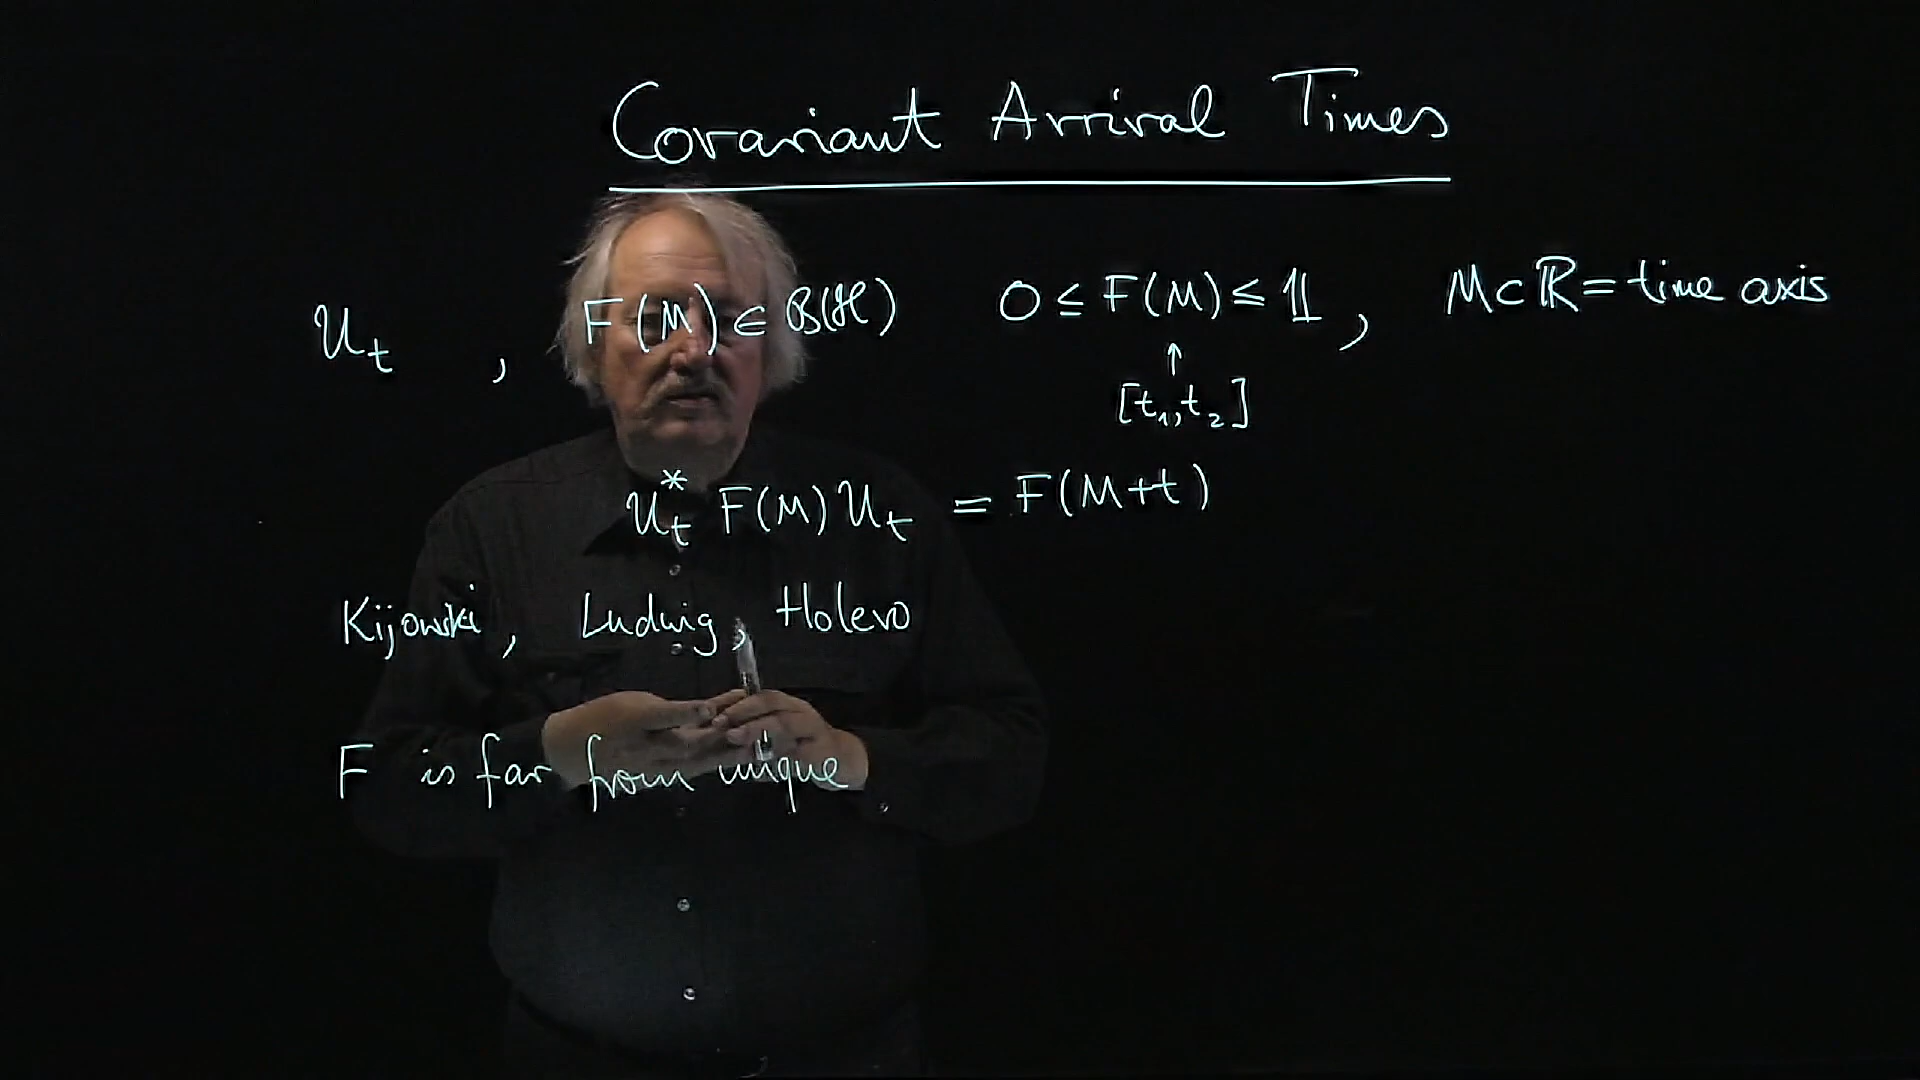 Covariant Arrival Times
U_t , F(M) ∈ B(H) 0 ≤ F(M) ≤ 𝟙 , M ⊂ ℝ = time axis
↑
[t₁, t₂]
U_t^* F(M) U_t = F(M+t)
Kijowski, Ludwig, Holevo
F is far from unique